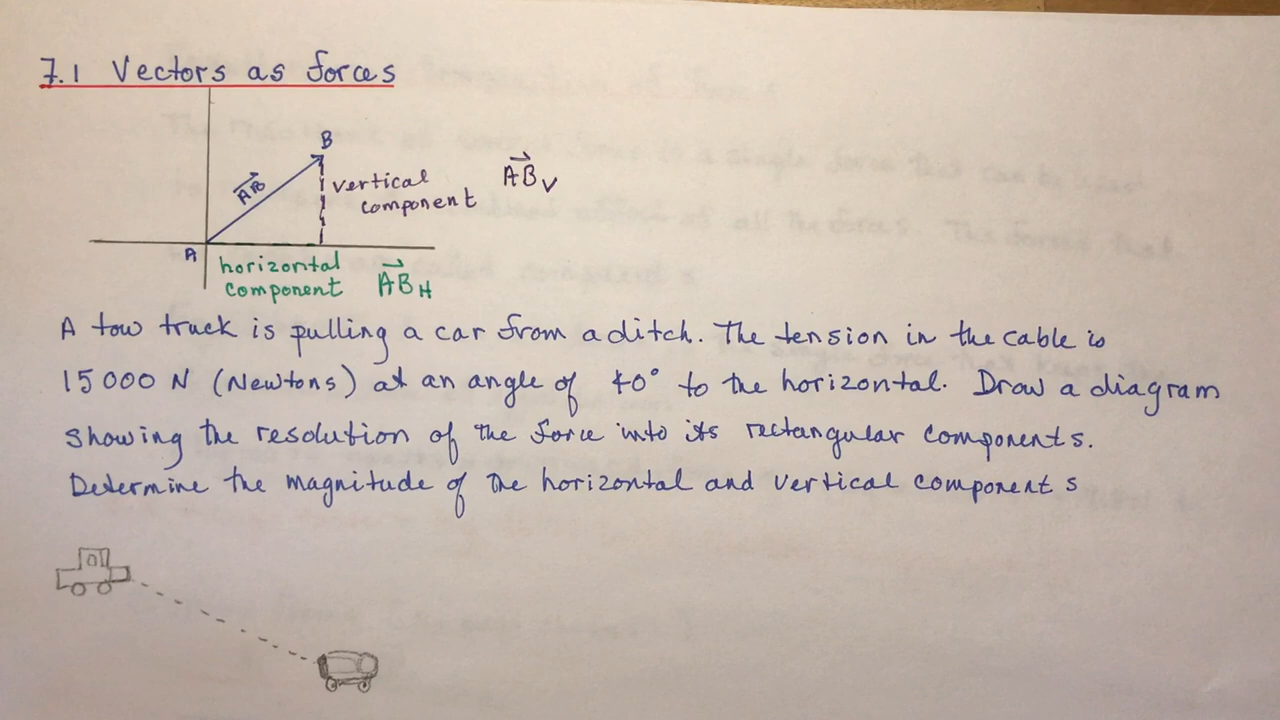 7.1 Vectors as forces
B
AB
vertical
component
ABv
A
horizontal
component
ABH
A tow truck is pulling a car from a ditch. The tension in the cable is
15000 N (Newtons) at an angle of 40° to the horizontal. Draw a diagram
showing the resolution of the force into its rectangular components.
Determine the magnitude of the horizontal and vertical components